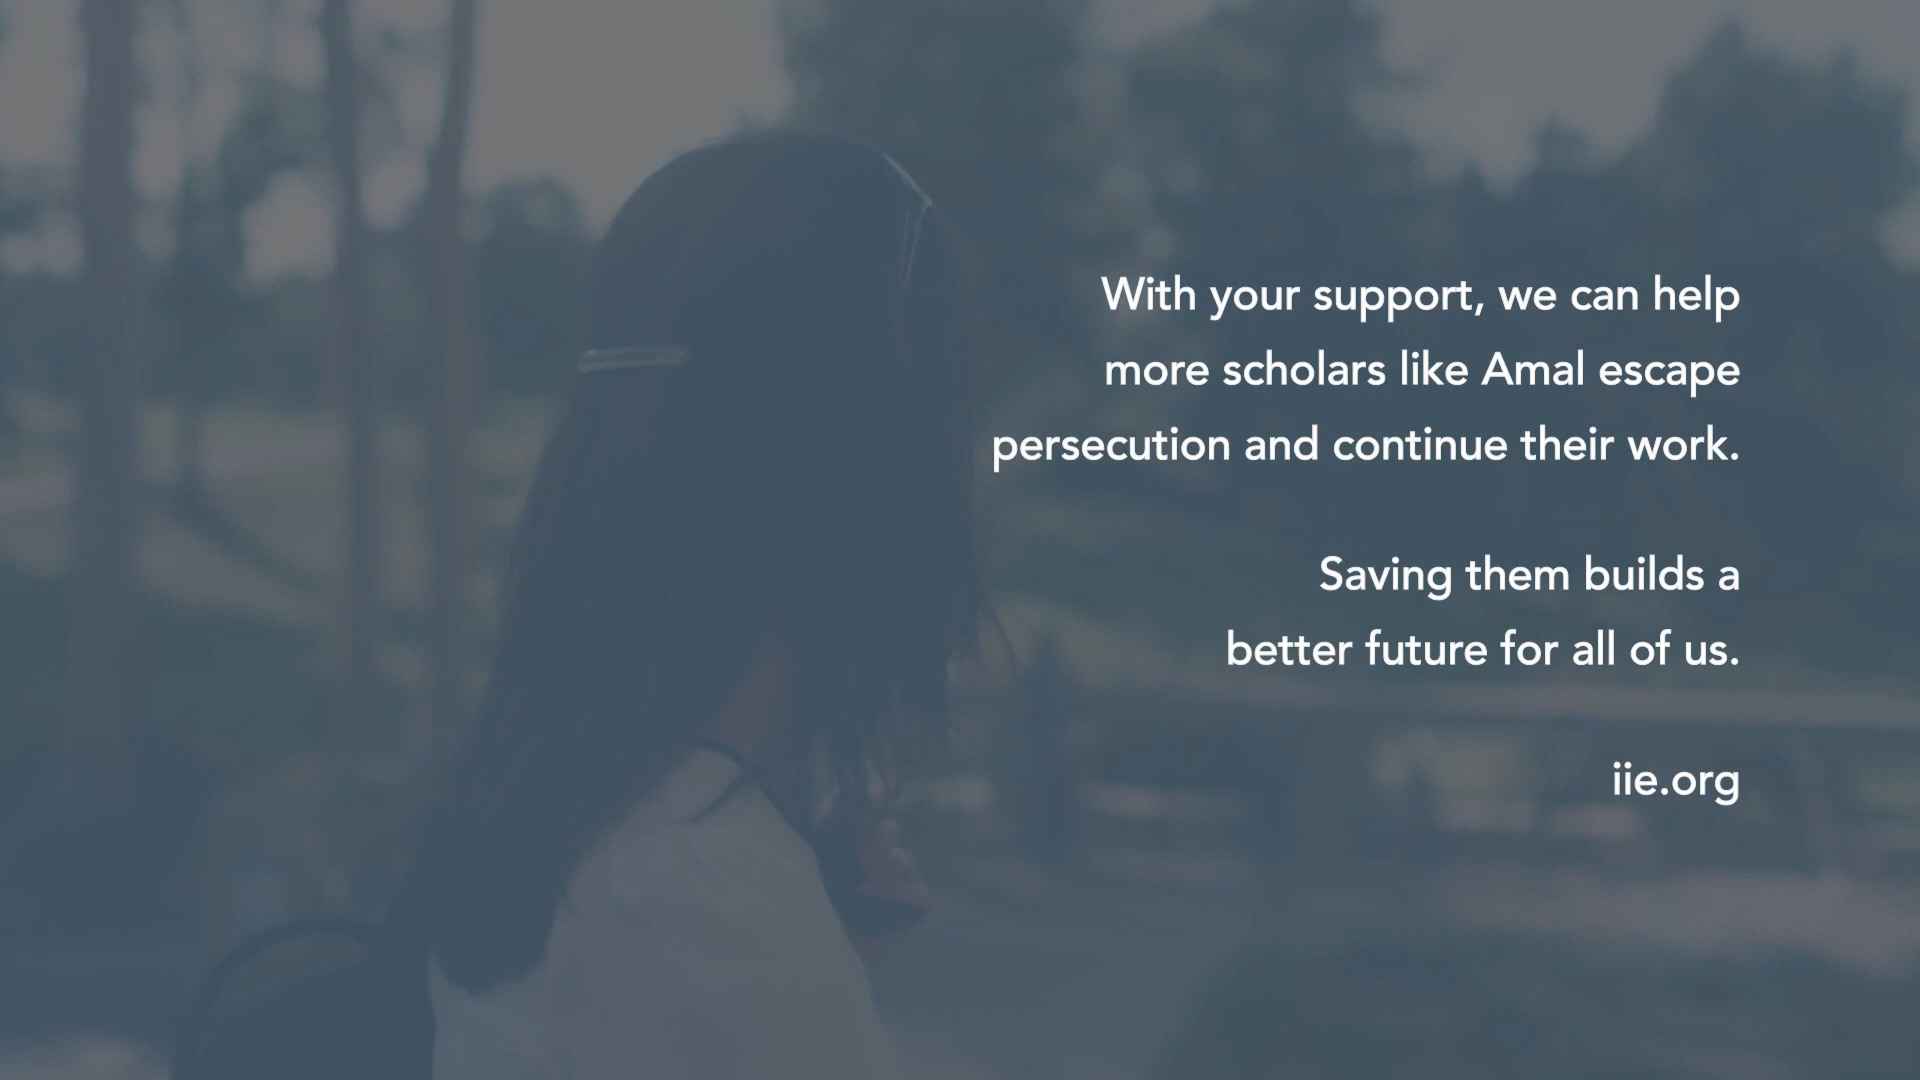 With your support, we can help
more scholars like Amal escape
persecution and continue their work.
Saving them builds a
better future for all of us.
iie.org